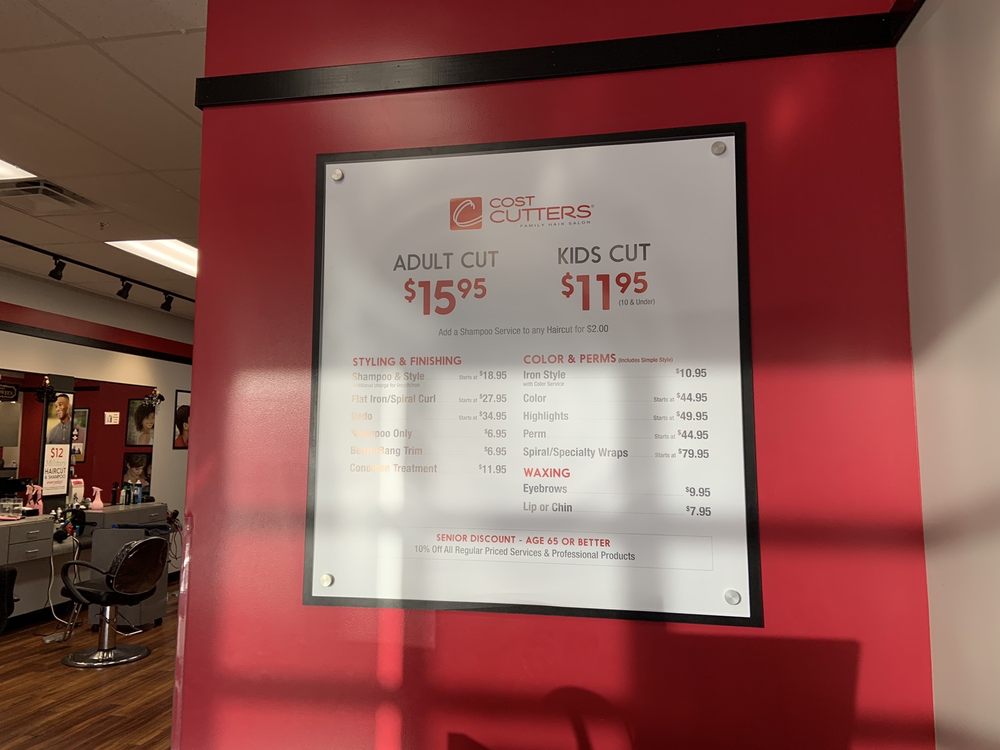 COST
CUTTERS
FAMILY HAIR SALON
ADULT CUT
$15.95
KIDS CUT
$11.95
(10 & Under)
Add a Shampoo Service to any Haircut for $2.00
STYLING & FINISHING
Shampoo & Style Starts at $18.95
Flat Iron/Spiral Curl Starts at $27.95
Starts at $34.95
Shampoo Only $6.95
Beard/Bang Trim $6.95
Treatment $11.95
COLOR & PERMS (Includes Simple Style)
Iron Style $10.95
with Color Service
Color Starts at $44.95
Highlights Starts at $49.95
Perm Starts at $44.95
Spiral/Specialty Wraps Starts at $79.95
WAXING
Eyebrows $9.95
Lip or Chin $7.95
SENIOR DISCOUNT - AGE 65 OR BETTER
10% Off All Regular Priced Services & Professional Products
$12
HAIRCUT
& SHAMPOO